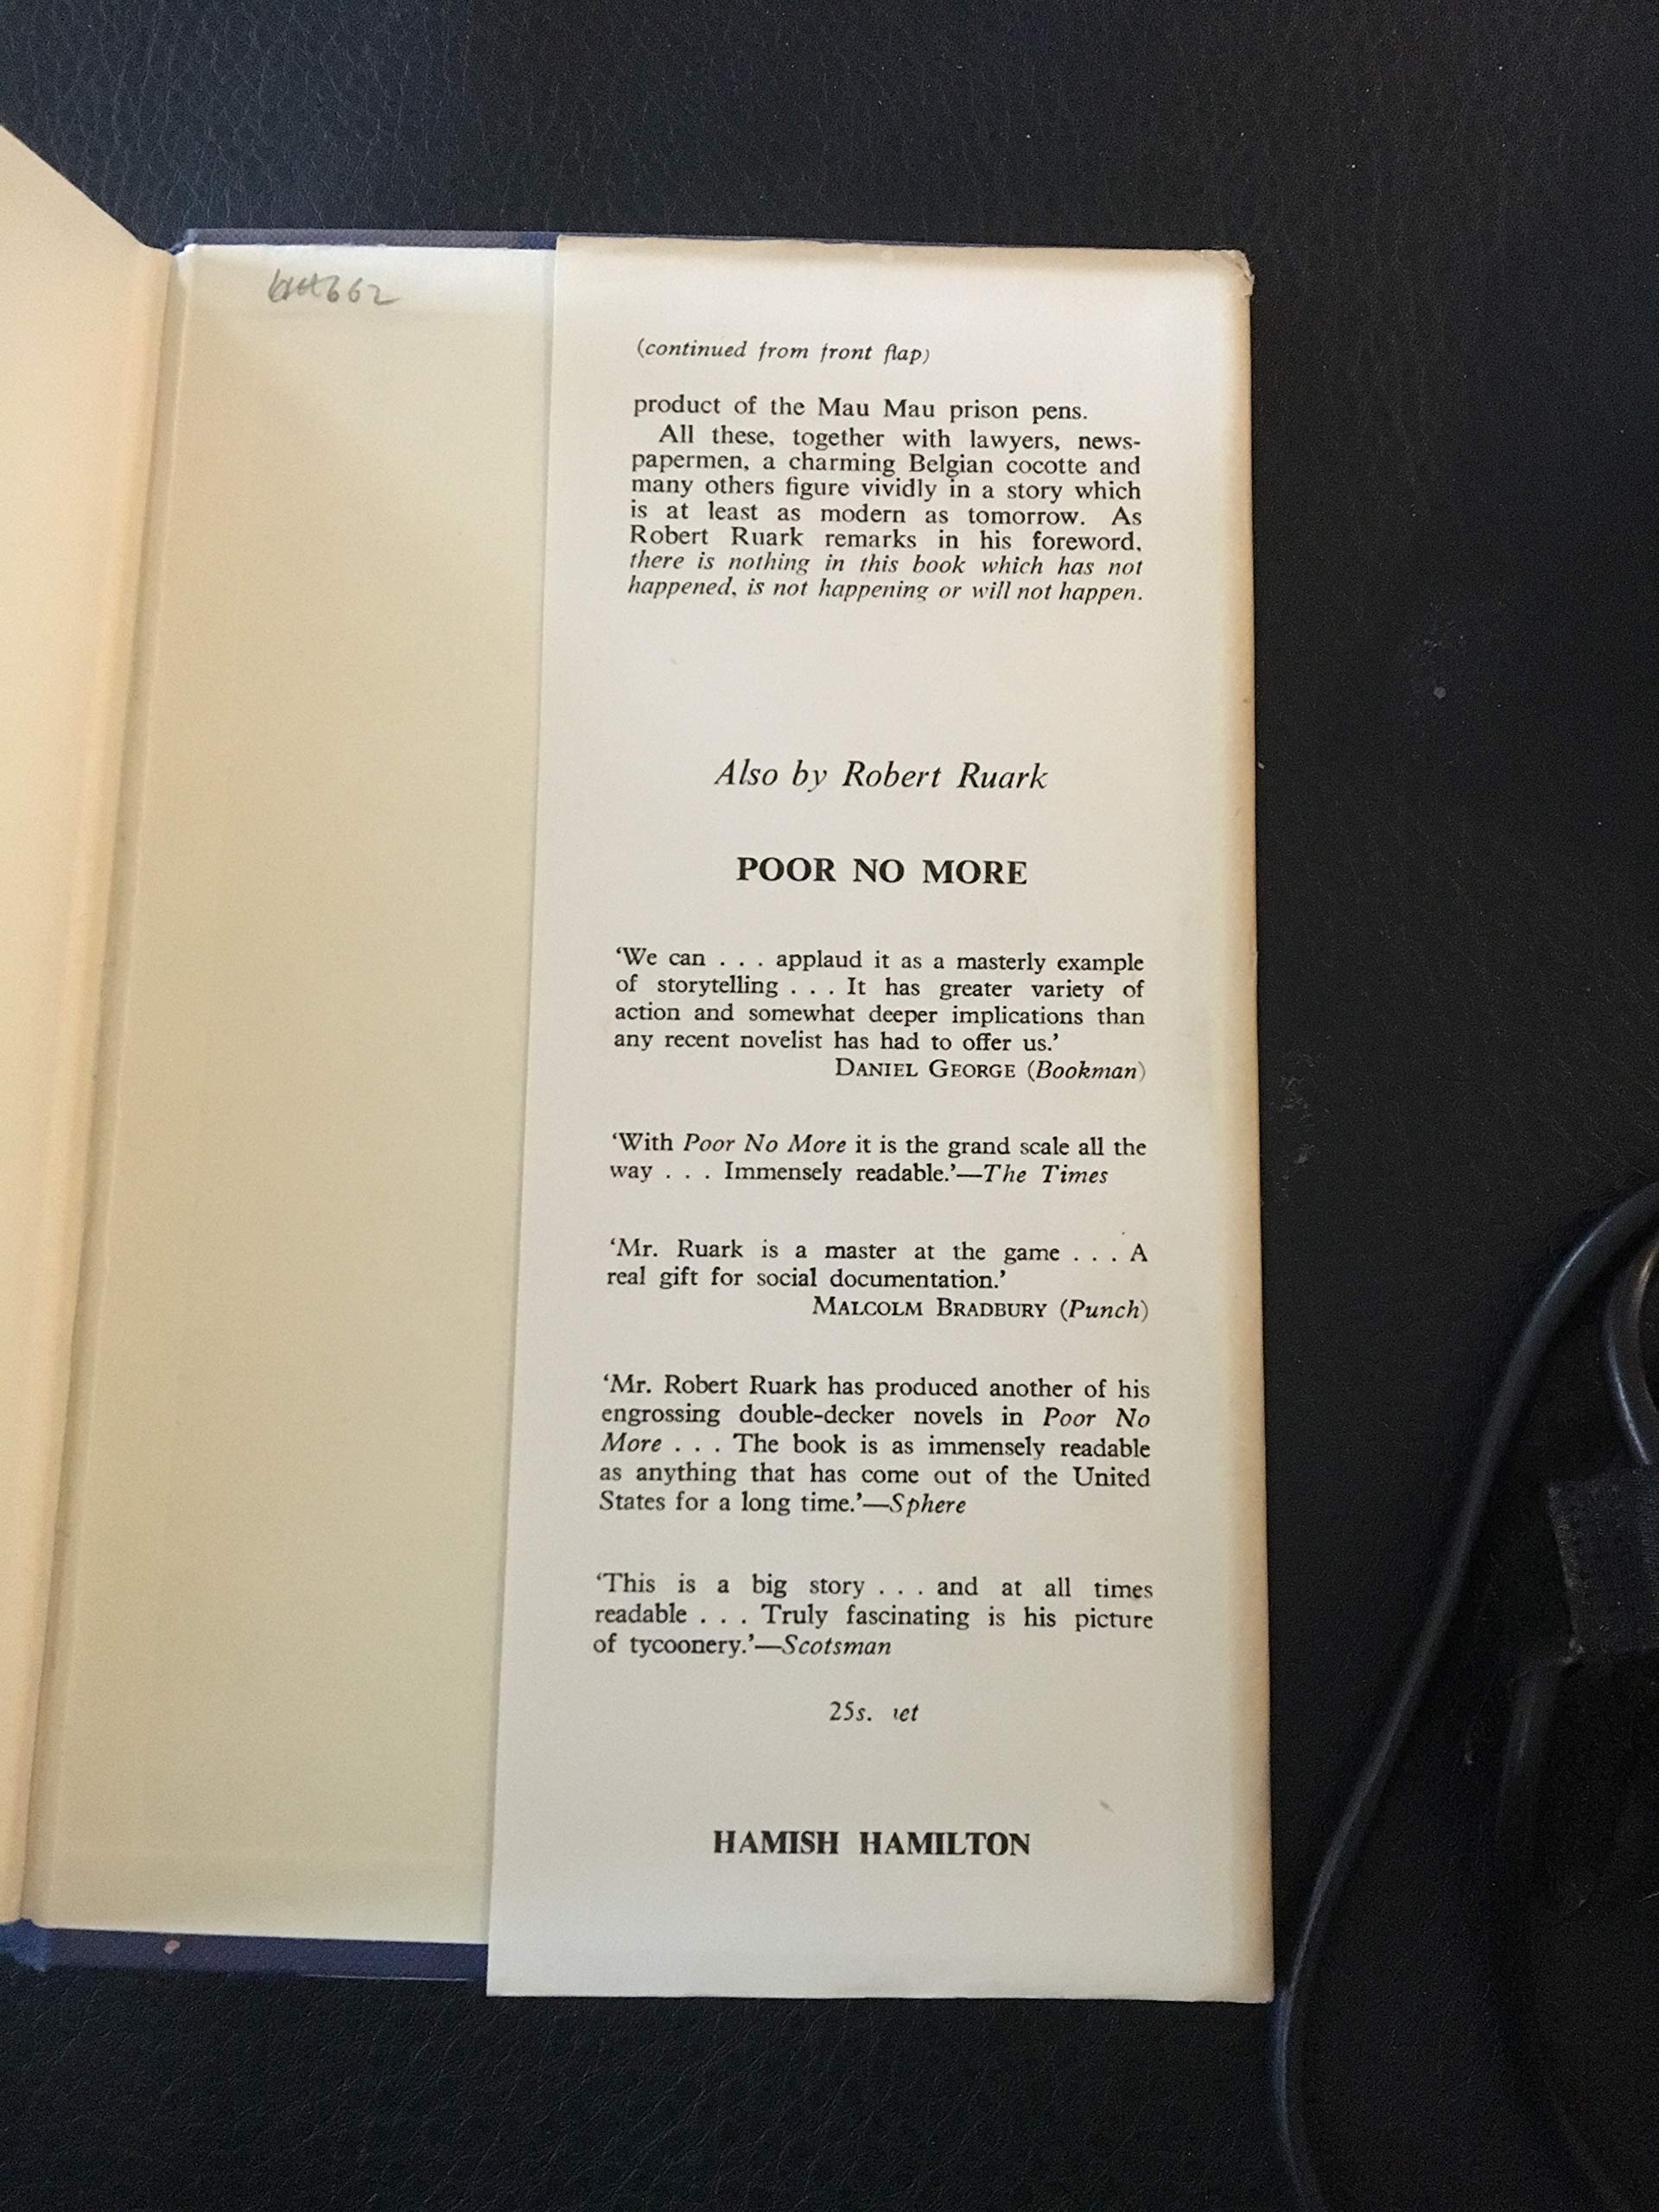 (continued from front flap)
product of the Mau Mau prison pens.
All these, together with lawyers, news-
papermen, a charming Belgian cocotte and
many others figure vividly in a story which
is at least as modern as tomorrow. As
Robert Ruark remarks in his foreword,
there is nothing in this book which has not
happened, is not happening or will not happen.
Also by Robert Ruark
POOR NO MORE
‘We can . . . applaud it as a masterly example
of storytelling . . . It has greater variety of
action and somewhat deeper implications than
any recent novelist has had to offer us.’
DANIEL GEORGE (Bookman)
‘With Poor No More it is the grand scale all the
way . . . Immensely readable.’—The Times
‘Mr. Ruark is a master at the game . . . A
real gift for social documentation.’
MALCOLM BRADBURY (Punch)
‘Mr. Robert Ruark has produced another of his
engrossing double-decker novels in Poor No
More . . . The book is as immensely readable
as anything that has come out of the United
States for a long time.’—Sphere
‘This is a big story . . . and at all times
readable . . . Truly fascinating is his picture
of tycoonery.’—Scotsman
25s. net
HAMISH HAMILTON